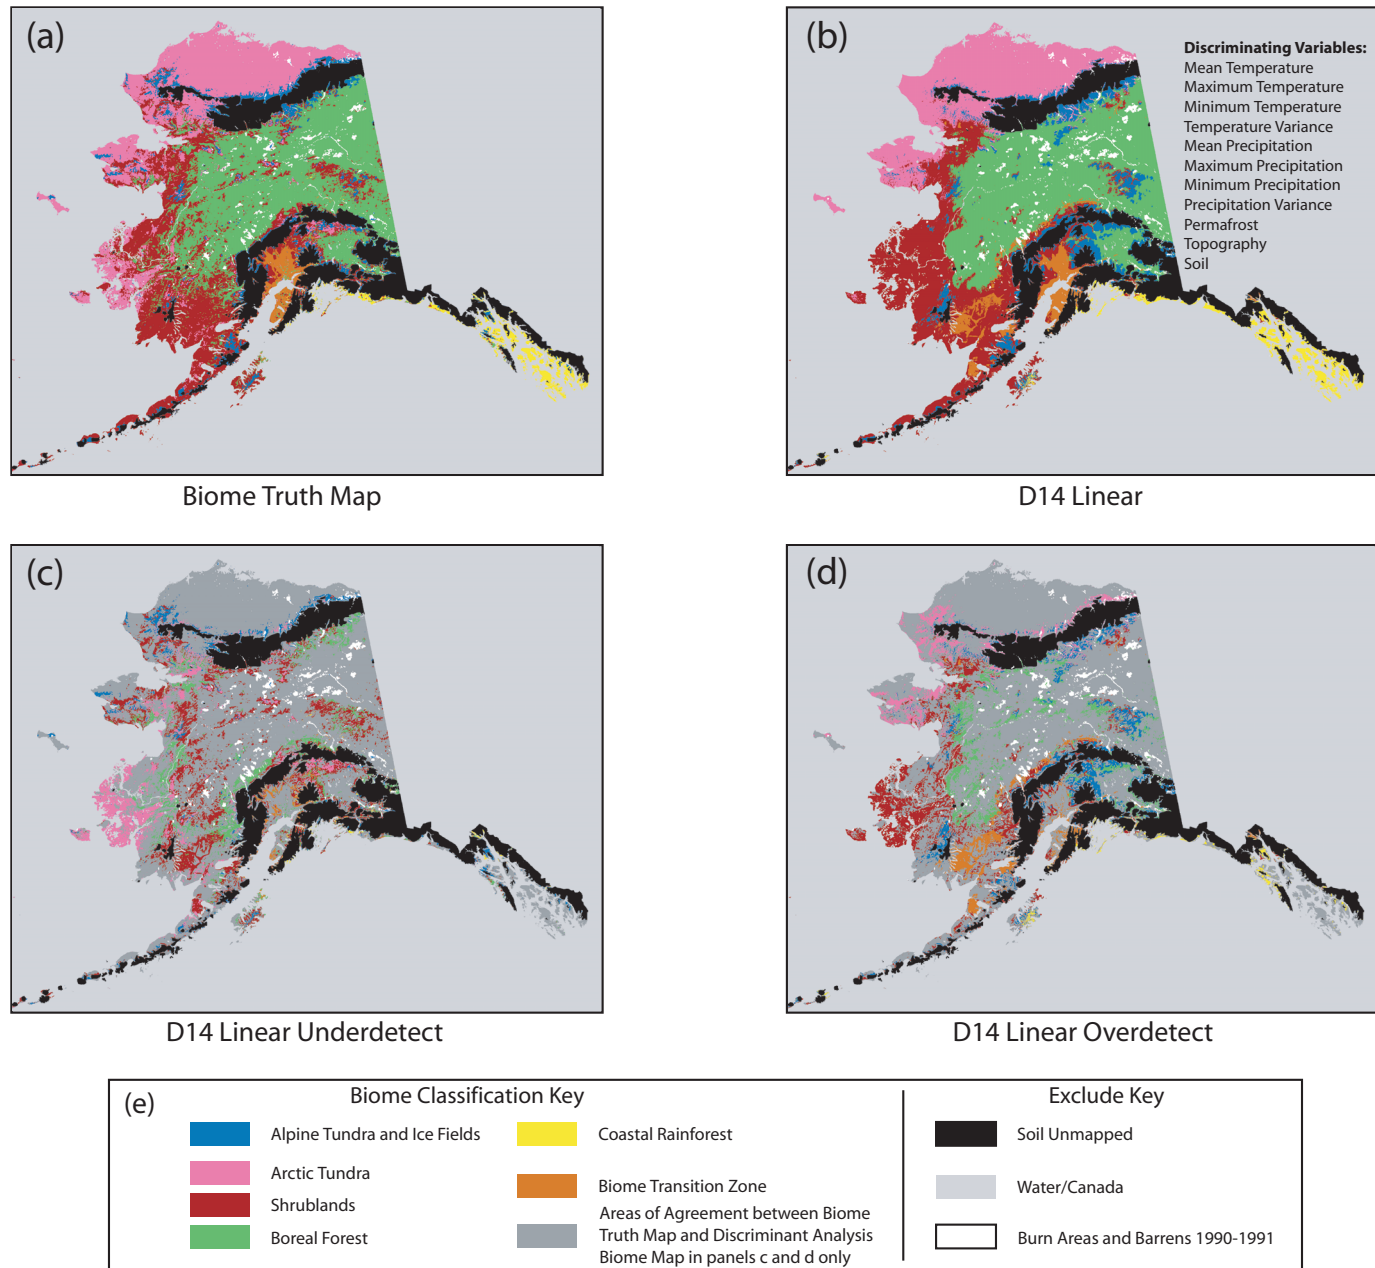 (a)
Biome Truth Map
(b)
Discriminating Variables:
Mean Temperature
Maximum Temperature
Minimum Temperature
Temperature Variance
Mean Precipitation
Maximum Precipitation
Minimum Precipitation
Precipitation Variance
Permafrost
Topography
Soil
D14 Linear
(c)
D14 Linear Underdetect
(d)
D14 Linear Overdetect
(e)
Biome Classification Key
Alpine Tundra and Ice Fields
Arctic Tundra
Shrublands
Boreal Forest
Coastal Rainforest
Biome Transition Zone
Areas of Agreement between Biome
Truth Map and Discriminant Analysis
Biome Map in panels c and d only
Exclude Key
Soil Unmapped
Water/Canada
Burn Areas and Barrens 1990-1991